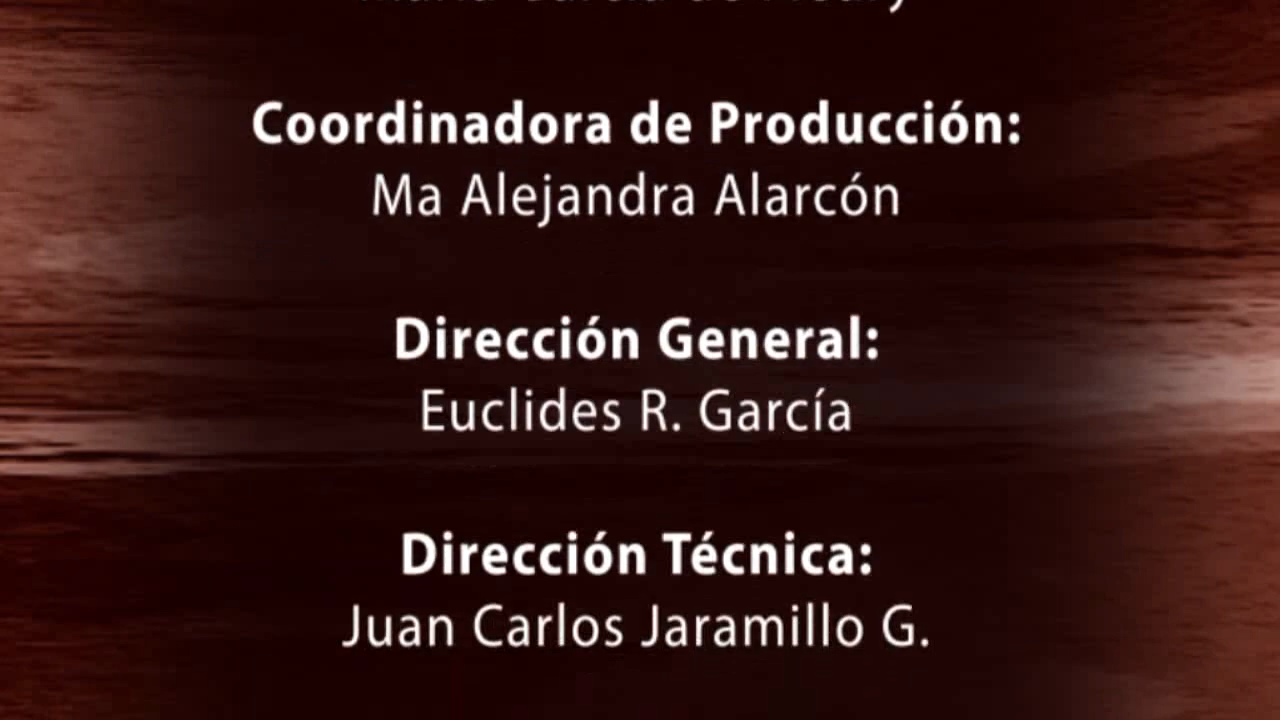 Coordinadora de Producción:
Ma Alejandra Alarcón
Dirección General:
Euclides R. García
Dirección Técnica:
Juan Carlos Jaramillo G.